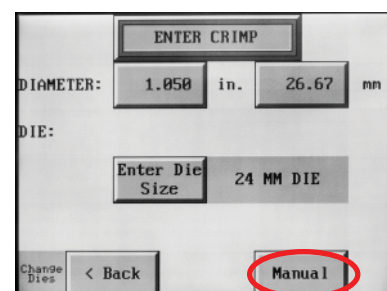 ENTER CRIMP
DIAMETER: 1.050 in. 26.67 mm
DIE:
Enter Die
Size
24 MM DIE
Change
Dies
< Back
Manual